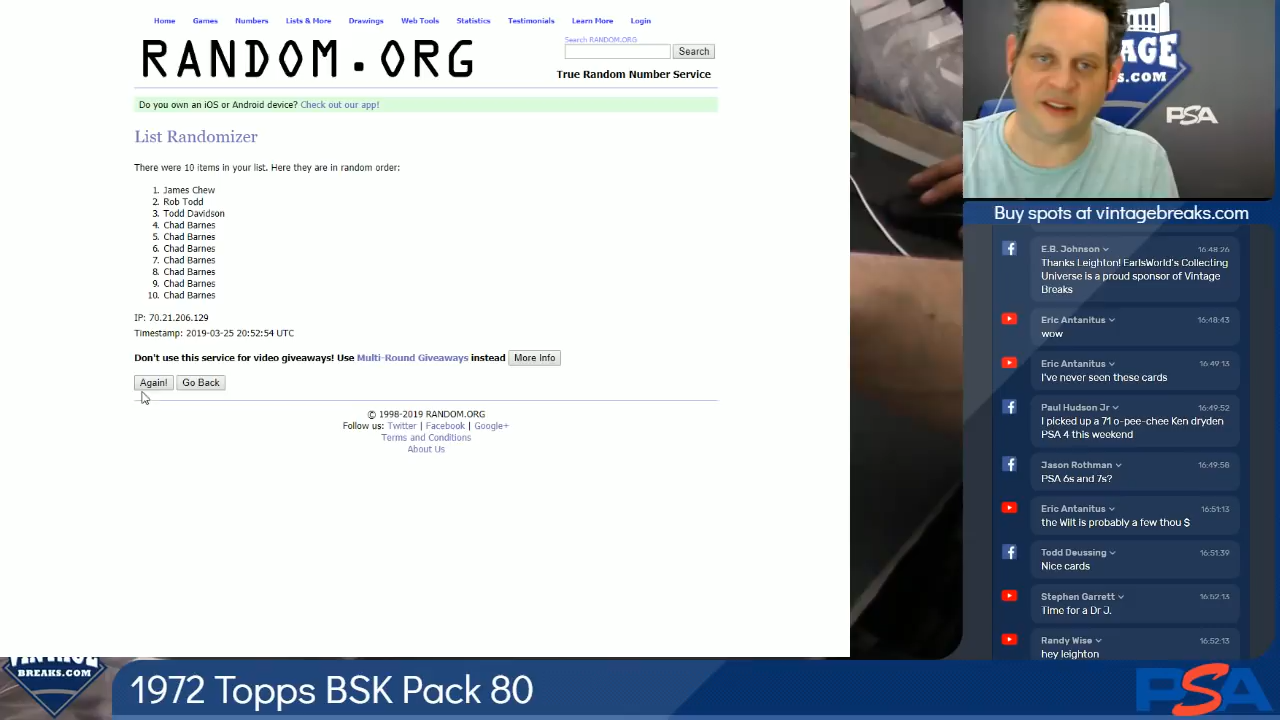 Home Games Numbers Lists & More Drawings Web Tools Statistics Testimonials Learn More Login
RANDOM.ORG
Search RANDOM.ORG
Search
True Random Number Service
Do you own an iOS or Android device? Check out our app!
List Randomizer
There were 10 items in your list. Here they are in random order:
1. James Chew
2. Rob Todd
3. Todd Davidson
4. Chad Barnes
5. Chad Barnes
6. Chad Barnes
7. Chad Barnes
8. Chad Barnes
9. Chad Barnes
10. Chad Barnes
IP: 70.21.206.129
Timestamp: 2019-03-25 20:52:54 UTC
Don't use this service for video giveaways! Use Multi-Round Giveaways instead More Info
Again! Go Back
© 1998-2019 RANDOM.ORG
Follow us: Twitter | Facebook | Google+
Terms and Conditions
About Us
PSA
Buy spots at vintagebreaks.com
E.B. Johnson 16:48:26
Thanks Leighton! EarlsWorld's Collecting
Universe is a proud sponsor of Vintage
Breaks
Eric Antanitus 16:48:43
wow
Eric Antanitus 16:49:13
I've never seen these cards
Paul Hudson Jr 16:49:52
I picked up a 71 o-pee-chee Ken dryden
PSA 4 this weekend
Jason Rothman 16:49:58
PSA 6s and 7s?
Eric Antanitus 16:51:13
the Wilt is probably a few thou $
Todd Deussing 16:51:39
Nice cards
Stephen Garrett 16:52:13
Time for a Dr J.
Randy Wise 16:52:13
hey leighton
VINTAGE
BREAKS.COM
1972 Topps BSK Pack 80
PSA